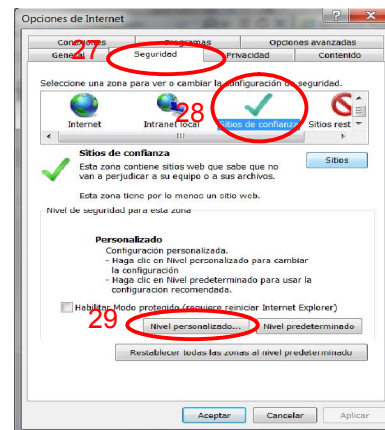 Opciones de Internet
Conexiones Programas Opciones avanzadas
27
General Seguridad Privacidad Contenido
Seleccione una zona para ver o cambiar la configuración de seguridad.
28
Internet Intranet local Sitios de confianza Sitios rest
Sitios de confianza
Esta zona contiene sitios web que sabe que no
van a perjudicar a su equipo o a sus archivos.
Sitios
Esta zona tiene por lo menos un sitio web.
Nivel de seguridad para esta zona
Personalizado
Configuración personalizada.
- Haga clic en Nivel personalizado para cambiar
la configuración
- Haga clic en Nivel predeterminado para usar la
configuración recomendada.
Habilitar Modo protegido (requiere reiniciar Internet Explorer)
29
Nivel personalizado... Nivel predeterminado
Restablecer todas las zonas al nivel predeterminado
Aceptar Cancelar Aplicar